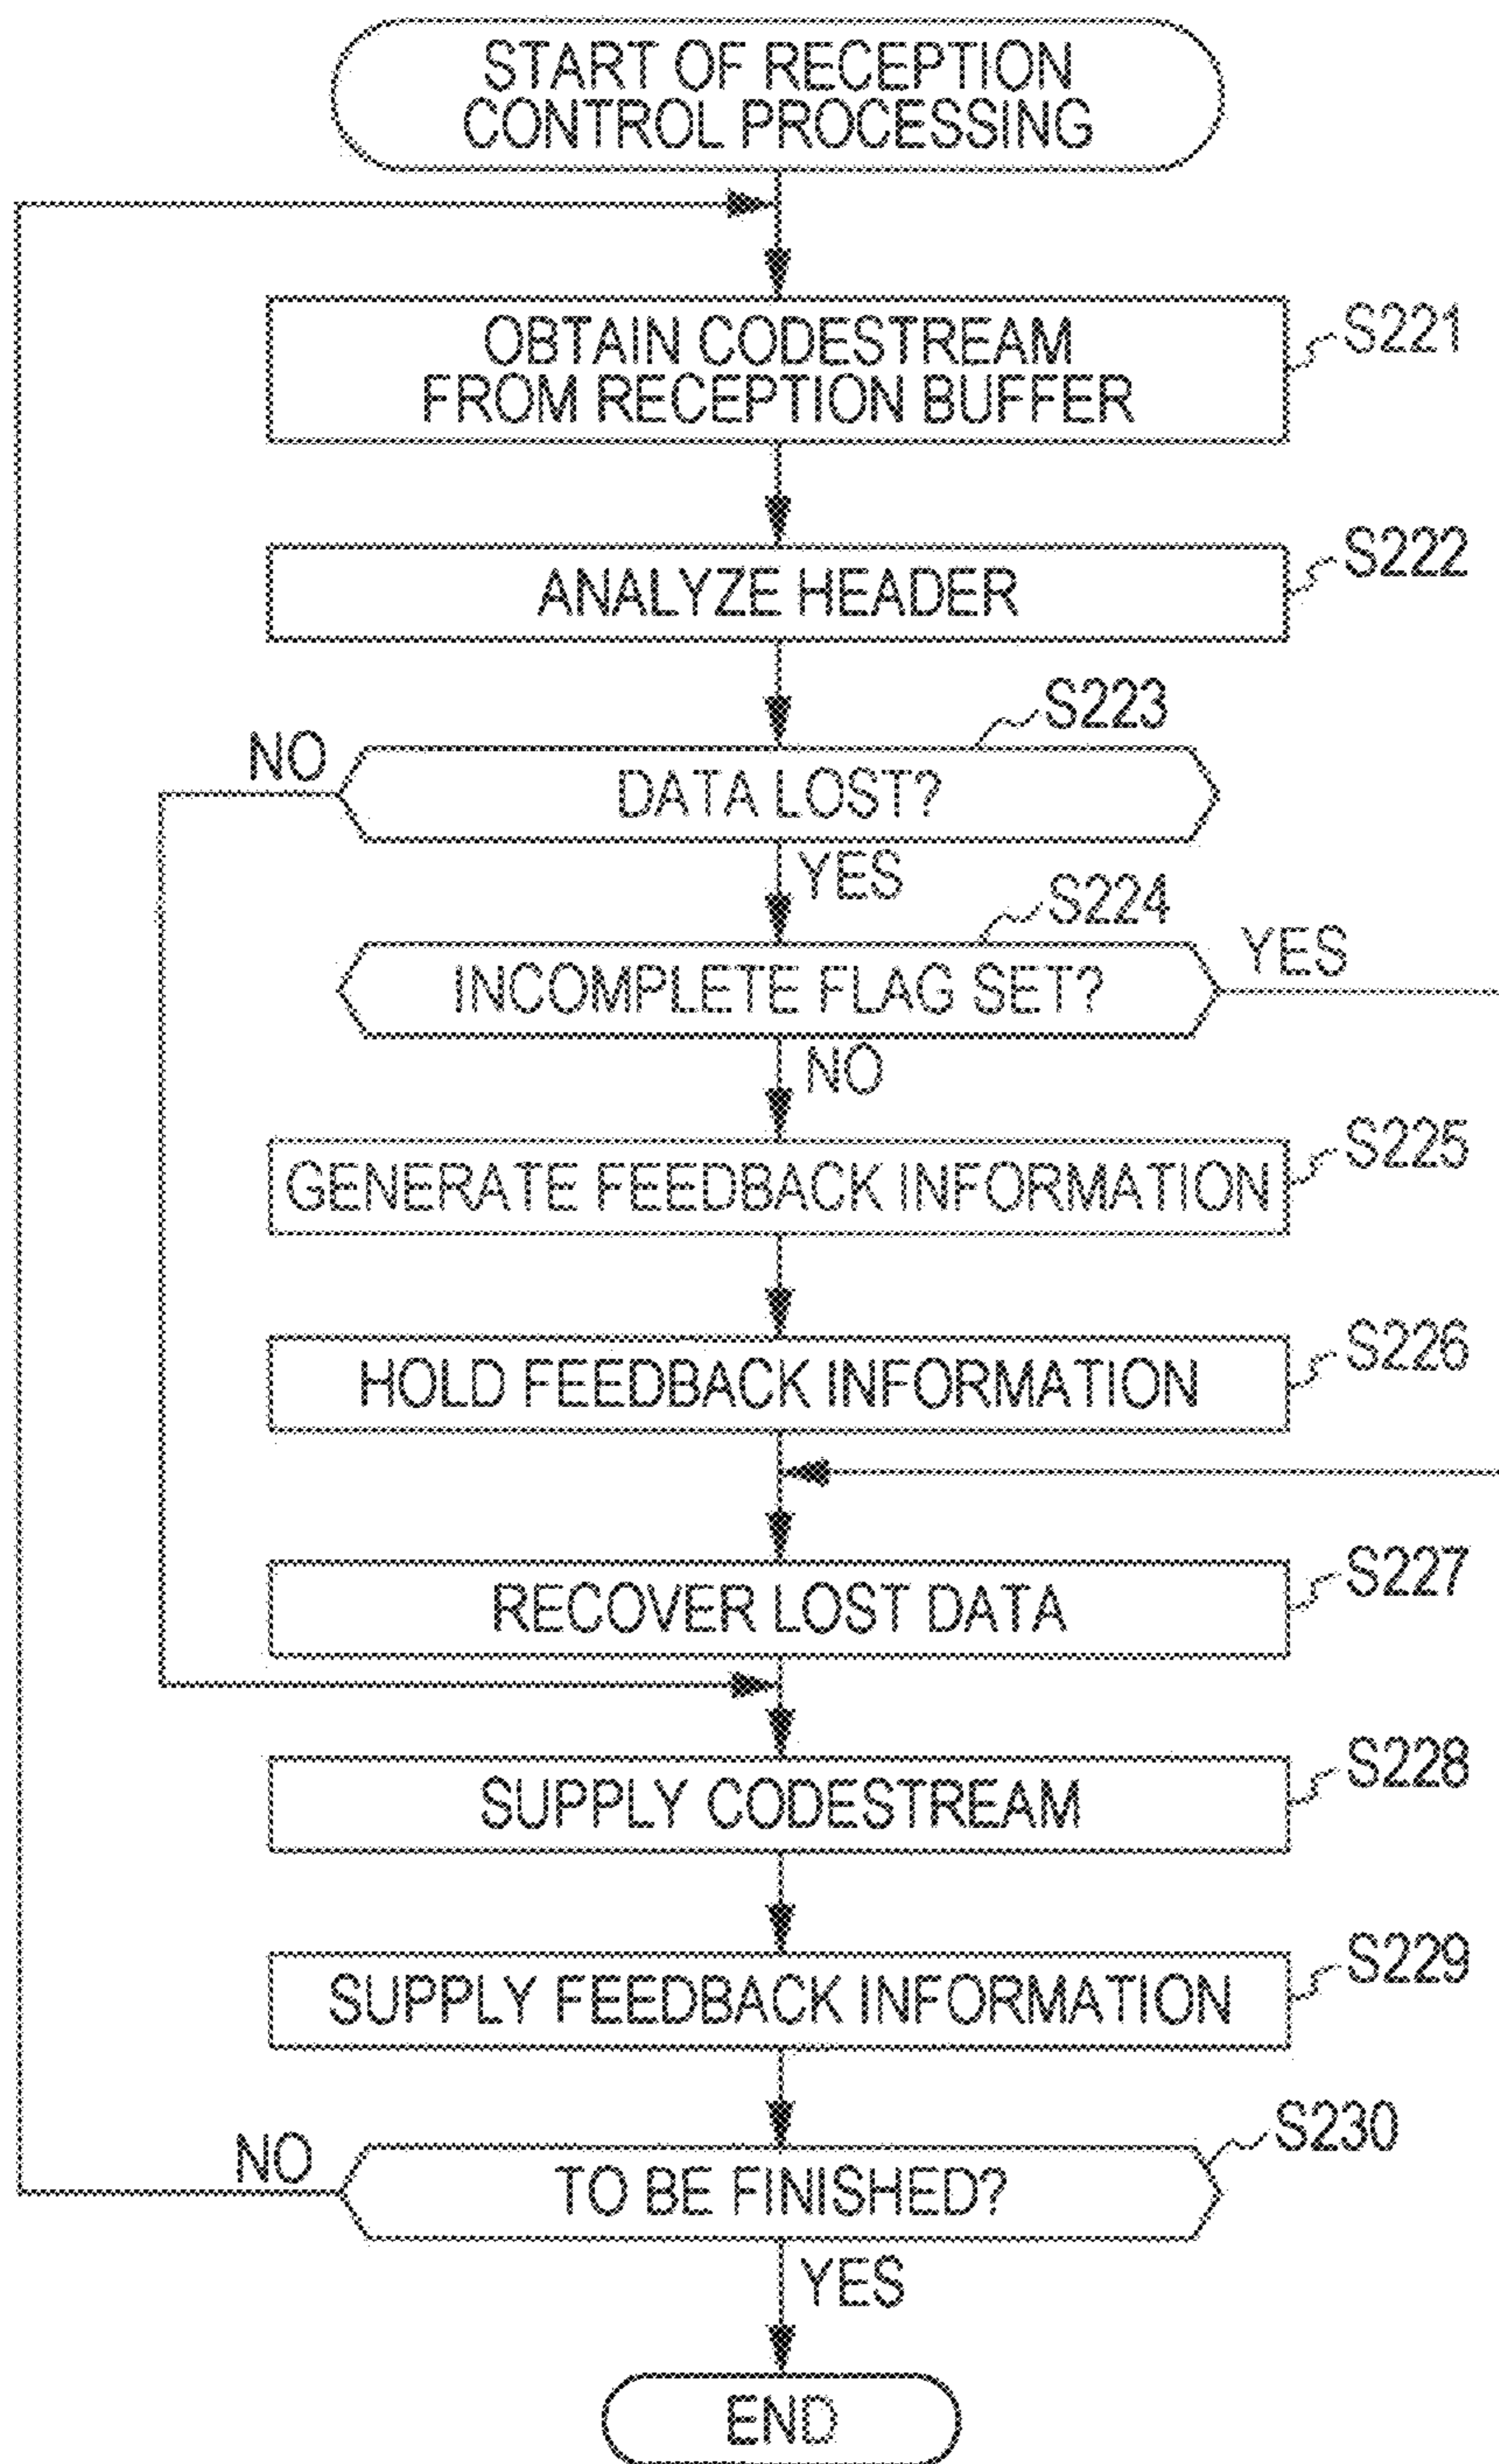 START OF RECEPTION
CONTROL PROCESSING
OBTAIN CODESTREAM
FROM RECEPTION BUFFER
S221
ANALYZE HEADER
S222
S223
NO
DATA LOST?
YES
S224
INCOMPLETE FLAG SET?
YES
NO
GENERATE FEEDBACK INFORMATION
S225
HOLD FEEDBACK INFORMATION
S226
RECOVER LOST DATA
S227
SUPPLY CODESTREAM
S228
SUPPLY FEEDBACK INFORMATION
S229
S230
NO
TO BE FINISHED?
YES
END